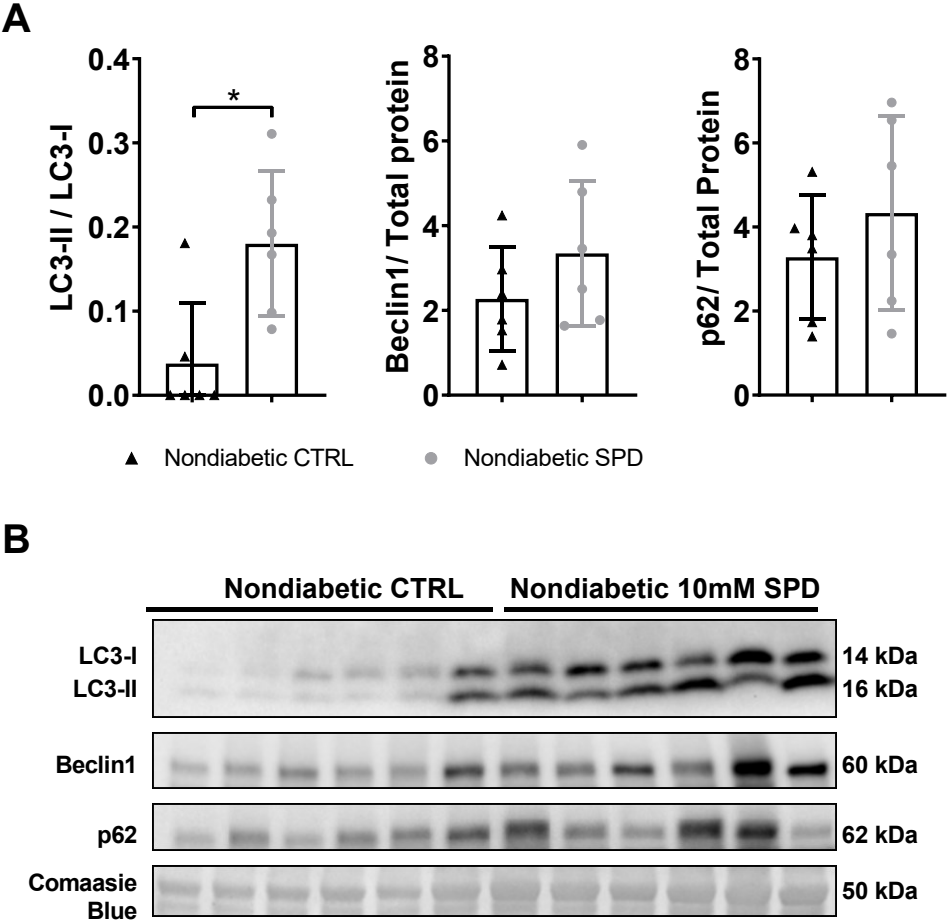 A
LC3-II / LC3-I
0.4
0.3
0.2
0.1
0.0
*
Beclin1/ Total protein
8
6
4
2
0
p62/ Total Protein
8
6
4
2
0
Nondiabetic CTRL
Nondiabetic SPD
B
Nondiabetic CTRL
Nondiabetic 10mM SPD
LC3-I
14 kDa
LC3-II
16 kDa
Beclin1
60 kDa
p62
62 kDa
Comaasie
Blue
50 kDa